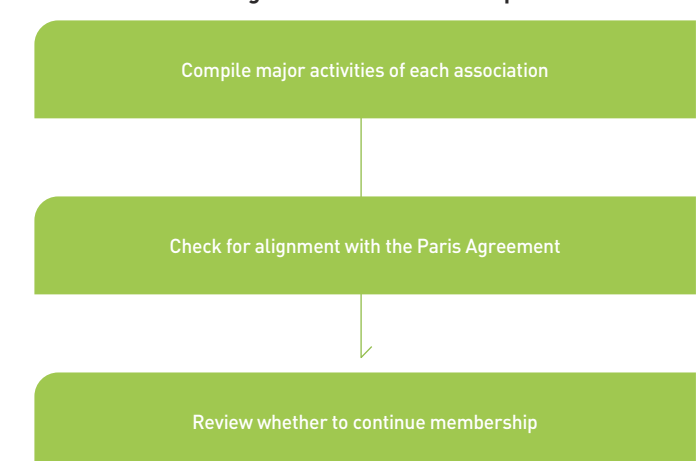 Compile major activities of each association
Check for alignment with the Paris Agreement
Review whether to continue membership